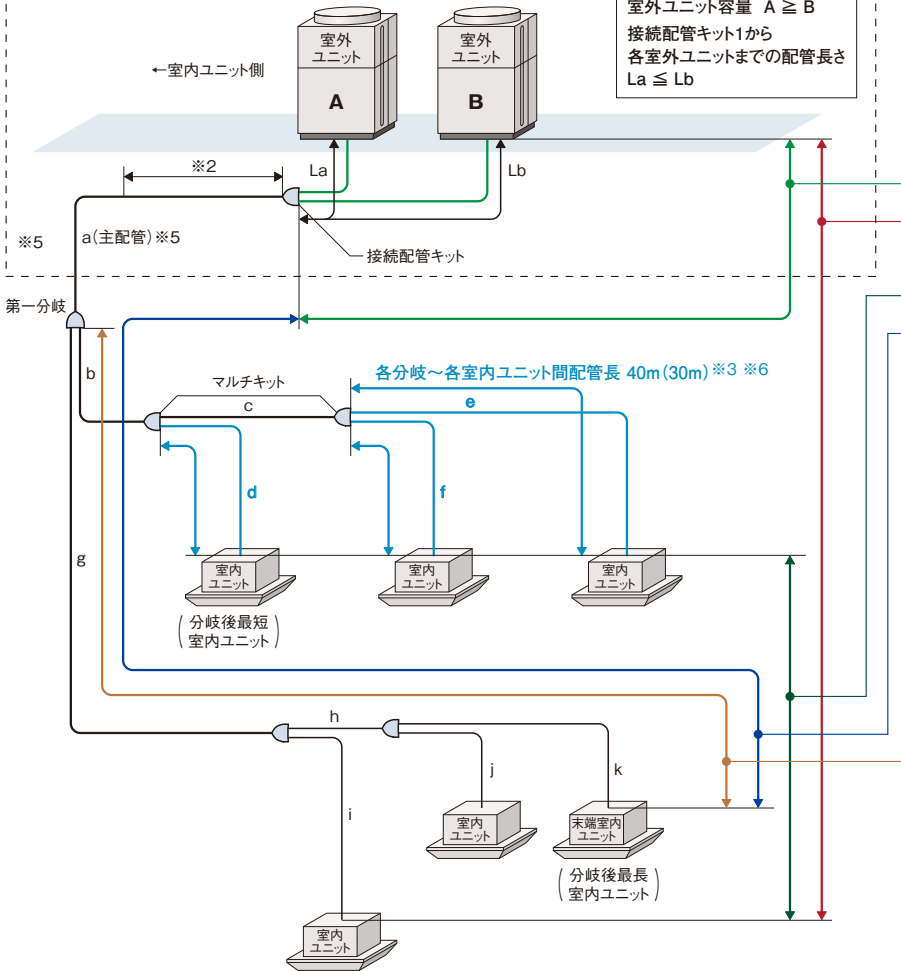 室外ユニット容量 A ≧ B
接続配管キット1から
各室外ユニットまでの配管長さ
La ≦ Lb
室外
ユニット
A
室外
ユニット
B
←室内ユニット側
※2
La
Lb
※5
a(主配管)※5
接続配管キット
第一分岐
b
マルチキット
c
各分岐～各室内ユニット間配管長 40m(30m)※3 ※6
e
d
f
g
室内
ユニット
(分岐後最短
室内ユニット)
室内
ユニット
室内
ユニット
h
i
j
k
室内
ユニット
末端室内
ユニット
(分岐後最長
室内ユニット)
室内
ユニット